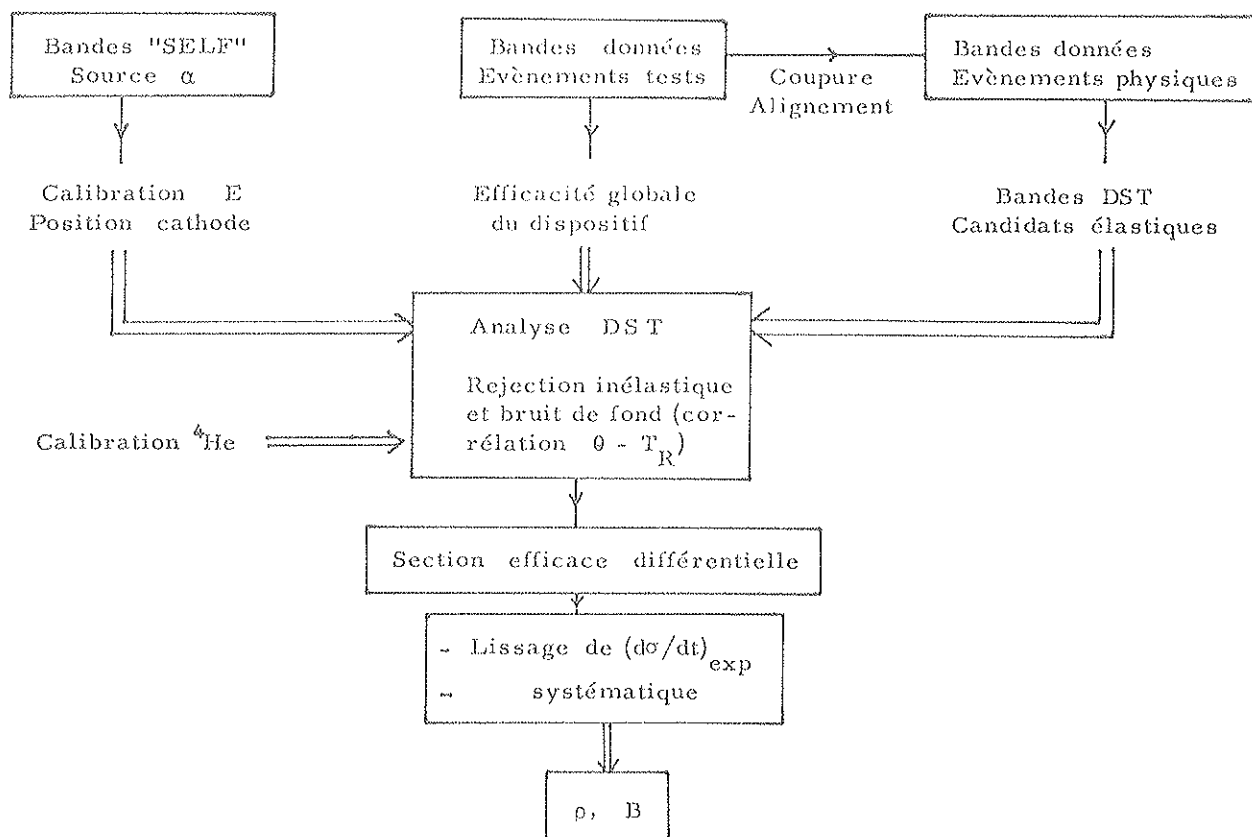 Bandes "SELF"
Source α
Bandes données
Evènements tests
Coupure
Alignement
Bandes données
Evènements physiques
Calibration E
Position cathode
Efficacité globale
du dispositif
Bandes DST
Candidats élastiques
Analyse DST
Rejection inélastique
et bruit de fond (cor-
rélation θ - T_R)
Calibration ⁴He
Section efficace différentielle
- Lissage de (dσ/dt)_exp
- systématique
ρ, B